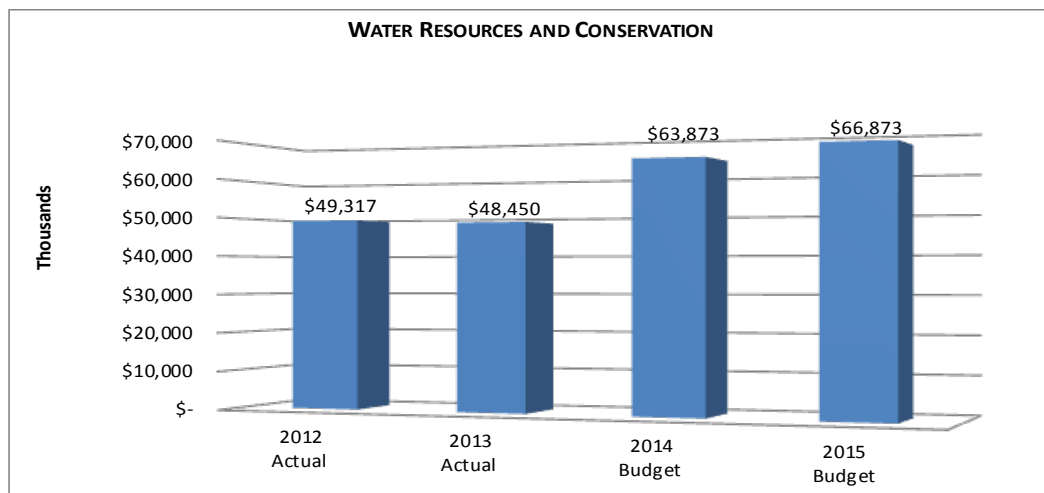 WATER RESOURCES AND CONSERVATION
Thousands
$70,000
$60,000
$50,000
$40,000
$30,000
$20,000
$10,000
$-
$49,317
$48,450
$63,873
$66,873
2012
Actual
2013
Actual
2014
Budget
2015
Budget